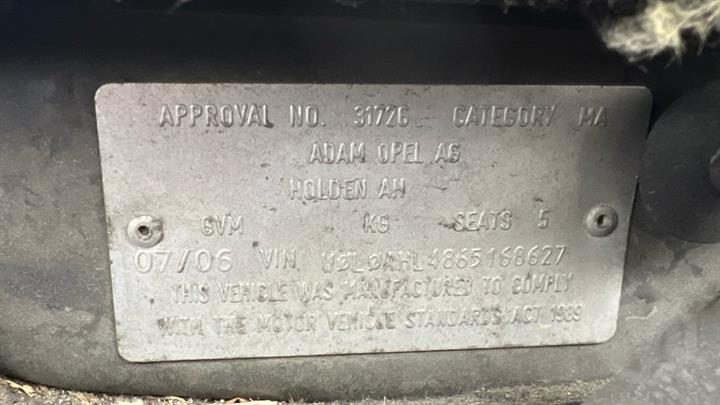 APPROVAL NO. 31726 CATEGORY MA
ADAM OPEL AG
HOLDEN AH
GVM KG SEATS 5
07/06 VIN WØLØAHL4865168627
THIS VEHICLE WAS MANUFACTURED TO COMPLY
WITH THE MOTOR VEHICLE STANDARDS ACT 1989